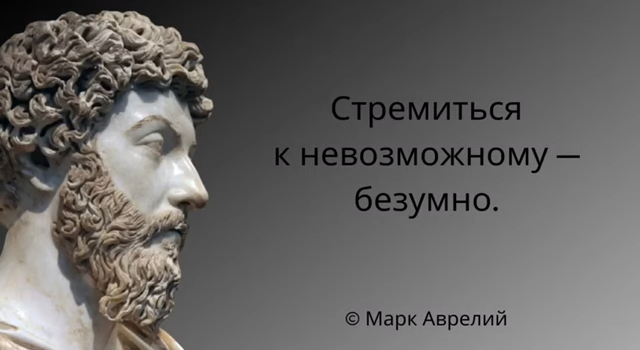 Стремиться
к невозможному —
безумно.
© Марк Аврелий